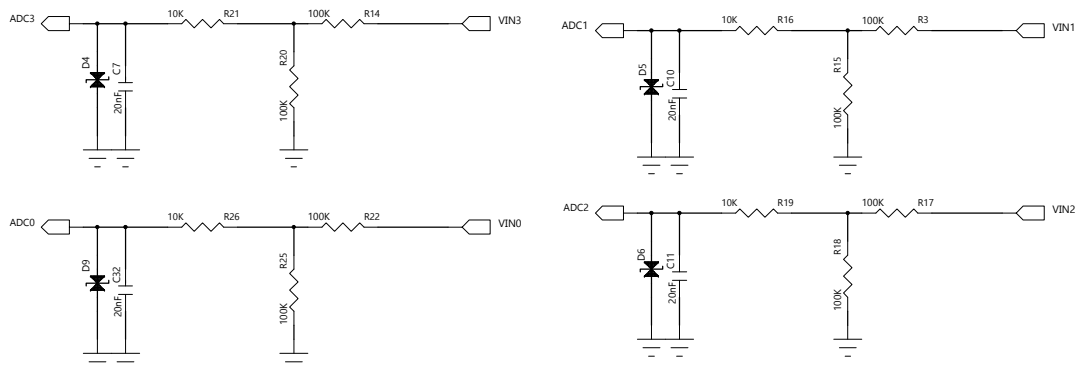 ADC3
10K
R21
100K
R14
VIN3
D4
C7
20nF
R20
100K
ADC1
10K
R16
100K
R3
VIN1
D5
C10
20nF
R15
100K
ADC0
10K
R26
100K
R22
VIN0
D9
C32
20nF
R25
100K
ADC2
10K
R19
100K
R17
VIN2
D6
C11
20nF
R18
100K